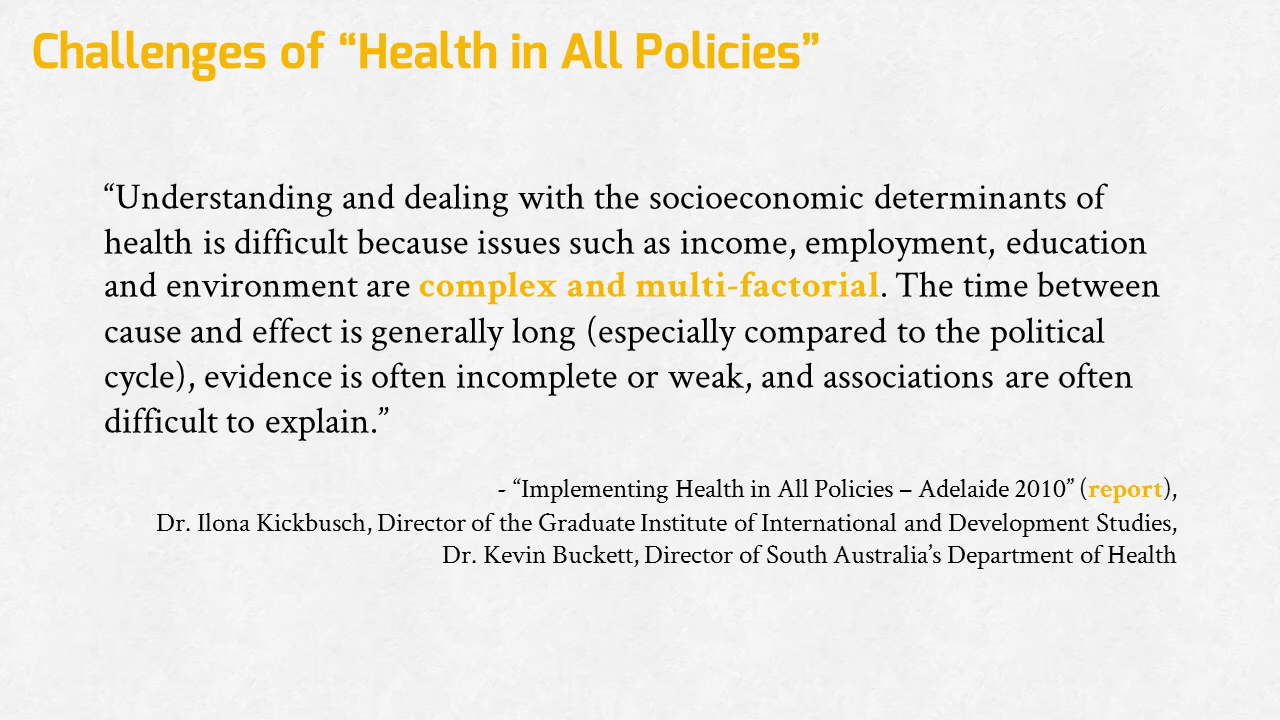 Challenges of “Health in All Policies”
“Understanding and dealing with the socioeconomic determinants of
health is difficult because issues such as income, employment, education
and environment are complex and multi-factorial. The time between
cause and effect is generally long (especially compared to the political
cycle), evidence is often incomplete or weak, and associations are often
difficult to explain.”
- “Implementing Health in All Policies – Adelaide 2010” (report),
Dr. Ilona Kickbusch, Director of the Graduate Institute of International and Development Studies,
Dr. Kevin Buckett, Director of South Australia’s Department of Health